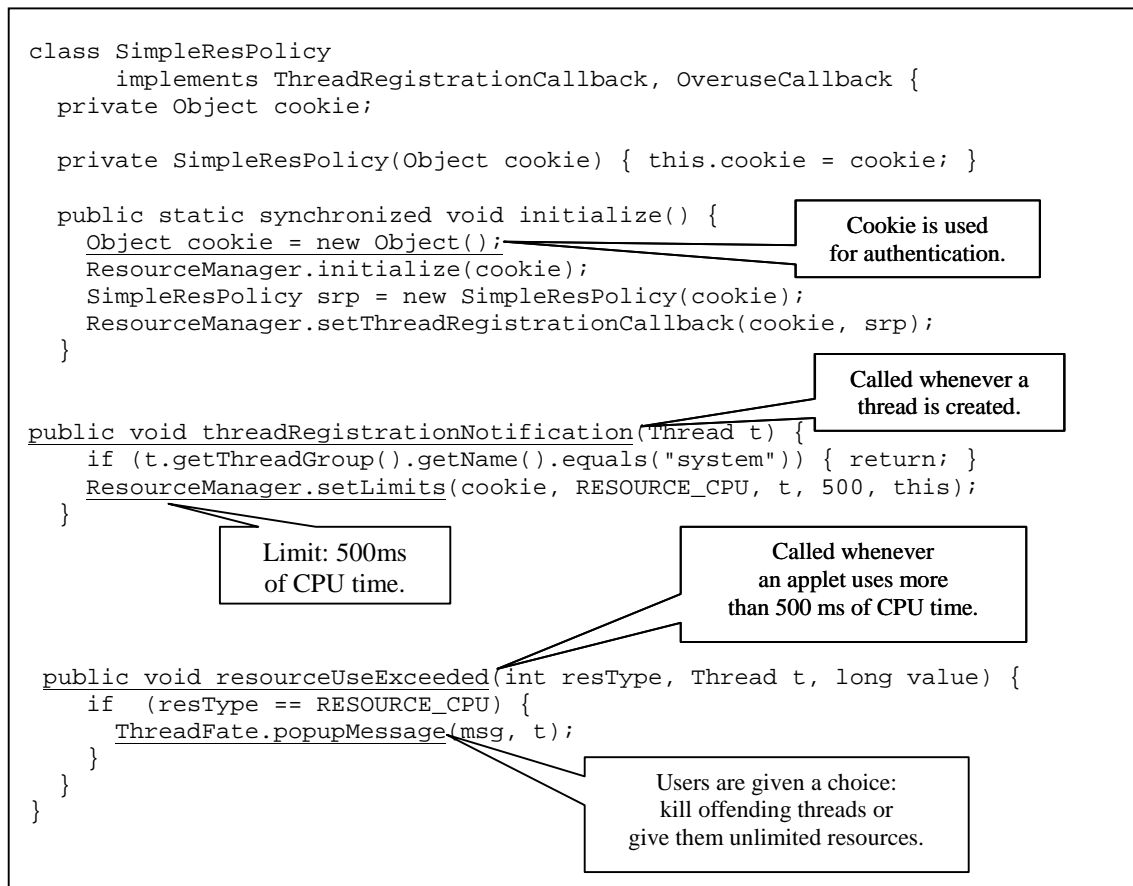 class SimpleResPolicy
implements ThreadRegistrationCallback, OveruseCallback {
private Object cookie;
private SimpleResPolicy(Object cookie) { this.cookie = cookie; }
public static synchronized void initialize() {
Object cookie = new Object();
Cookie is used
for authentication.
ResourceManager.initialize(cookie);
SimpleResPolicy srp = new SimpleResPolicy(cookie);
ResourceManager.setThreadRegistrationCallback(cookie, srp);
}
Called whenever a
thread is created.
public void threadRegistrationNotification(Thread t) {
if (t.getThreadGroup().getName().equals("system")) { return; }
ResourceManager.setLimits(cookie, RESOURCE_CPU, t, 500, this);
}
Limit: 500ms
of CPU time.
Called whenever
an applet uses more
than 500 ms of CPU time.
public void resourceUseExceeded(int resType, Thread t, long value) {
if (resType == RESOURCE_CPU) {
ThreadFate.popupMessage(msg, t);
}
}
}
Users are given a choice:
kill offending threads or
give them unlimited resources.